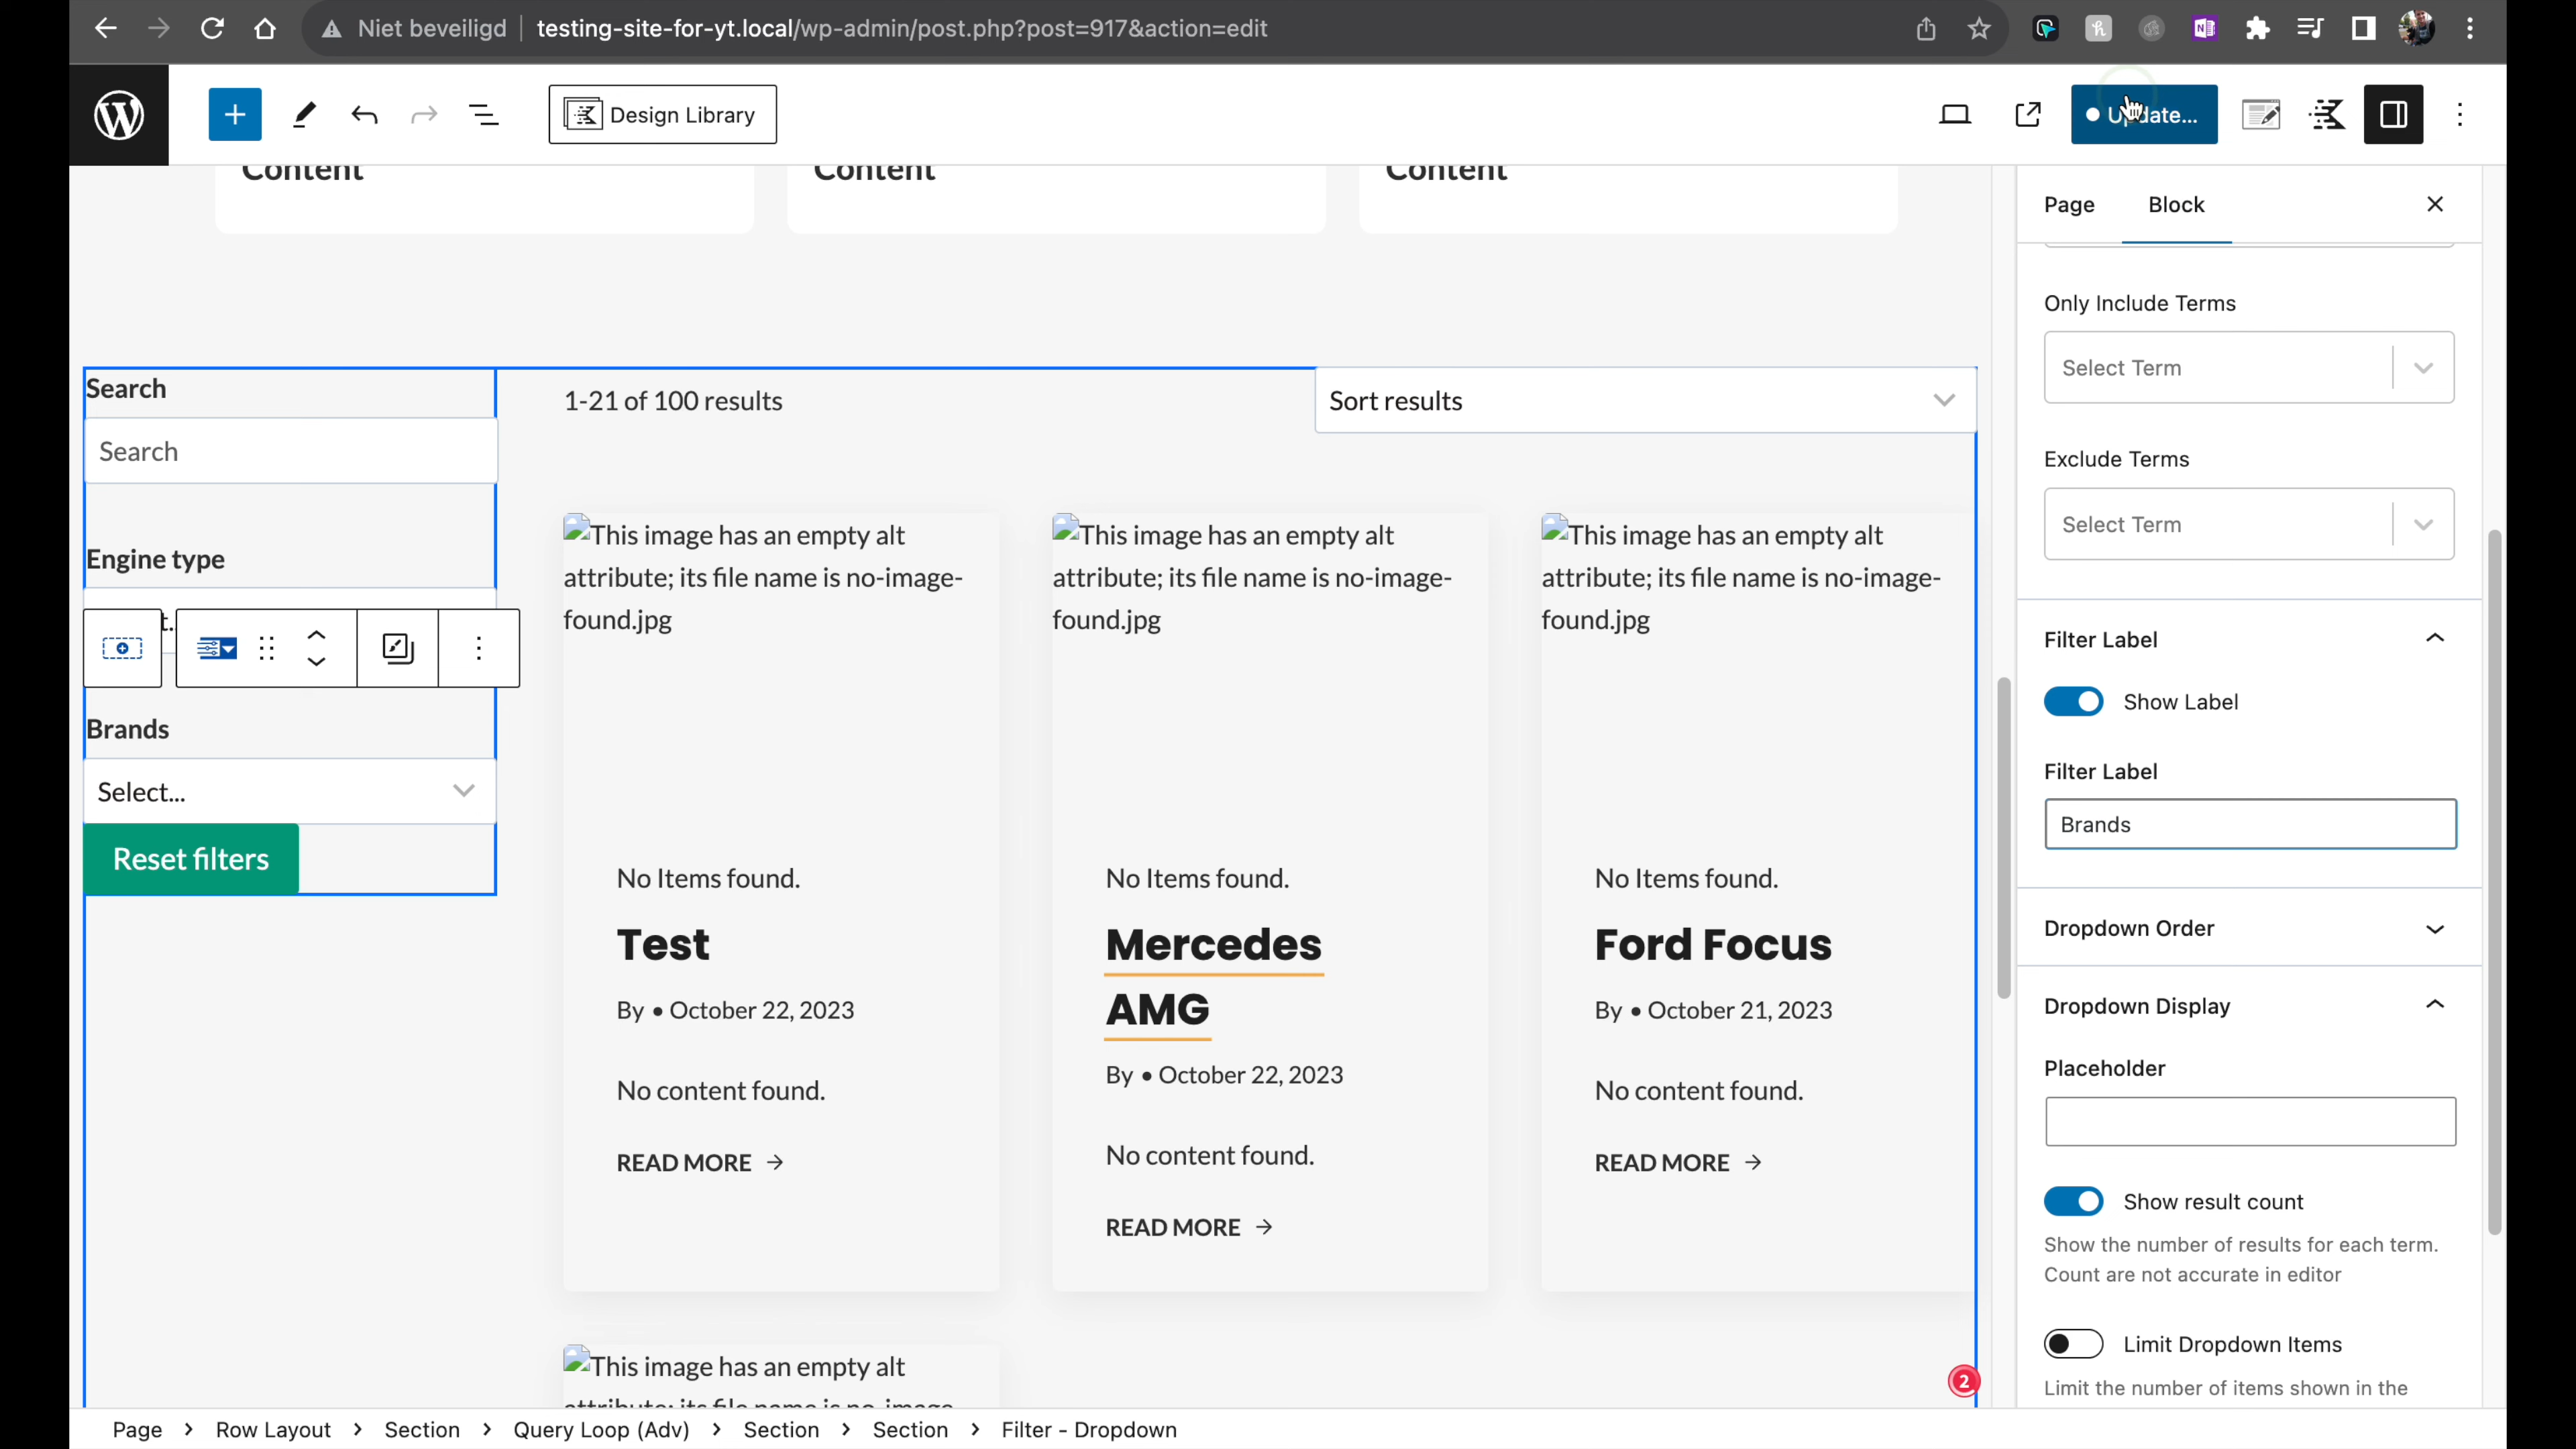 Niet beveiligd testing-site-for-yt.local/wp-admin/post.php?post=917&action=edit
Design Library
Update...
Content Content Content
Page Block
Only Include Terms
Select Term
Exclude Terms
Select Term
Filter Label
Show Label
Filter Label
Brands
Dropdown Order
Dropdown Display
Placeholder
Show result count
Show the number of results for each term.
Count are not accurate in editor
Limit Dropdown Items
Limit the number of items shown in the
Search
Search
Engine type
Brands
Select...
Reset filters
1-21 of 100 results
Sort results
This image has an empty alt
attribute; its file name is no-image-
found.jpg
No Items found.
Test
By • October 22, 2023
No content found.
READ MORE →
This image has an empty alt
attribute; its file name is no-image-
found.jpg
No Items found.
Mercedes
AMG
By • October 22, 2023
No content found.
READ MORE →
This image has an empty alt
attribute; its file name is no-image-
found.jpg
No Items found.
Ford Focus
By • October 21, 2023
No content found.
READ MORE →
This image has an empty alt
attribute; its file name is no-image-
2
Page > Row Layout > Section > Query Loop (Adv) > Section > Section > Filter - Dropdown